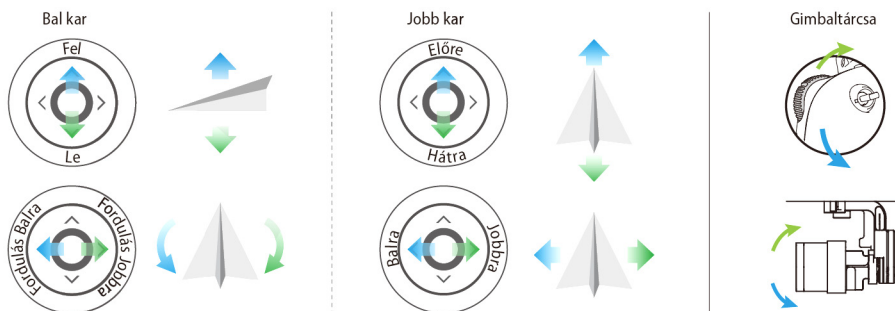 Bal kar
Fel
Le
Fordulás Balra
Fordulás Jobbra
Jobb kar
Előre
Hátra
Balra
Jobbra
Gimbaltárcsa